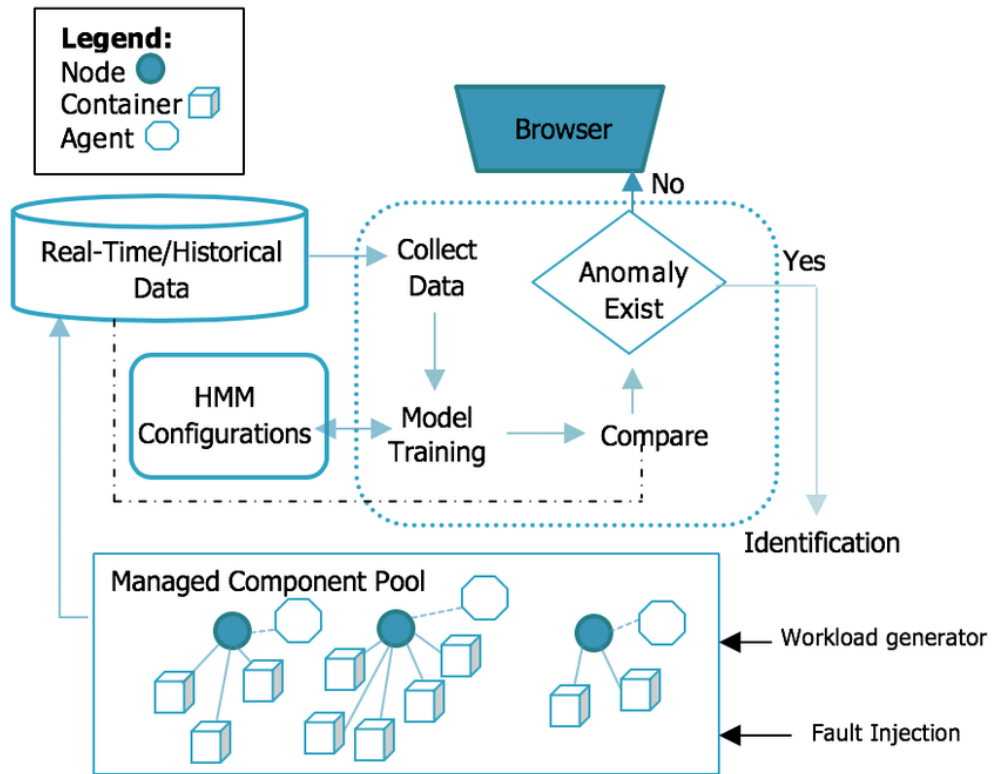 Legend:
Node
Container
Agent
Browser
No
Real-Time/Historical
Data
Collect
Data
Anomaly
Exist
Yes
HMM
Configurations
Model
Training
Compare
Identification
Managed Component Pool
Workload generator
Fault Injection